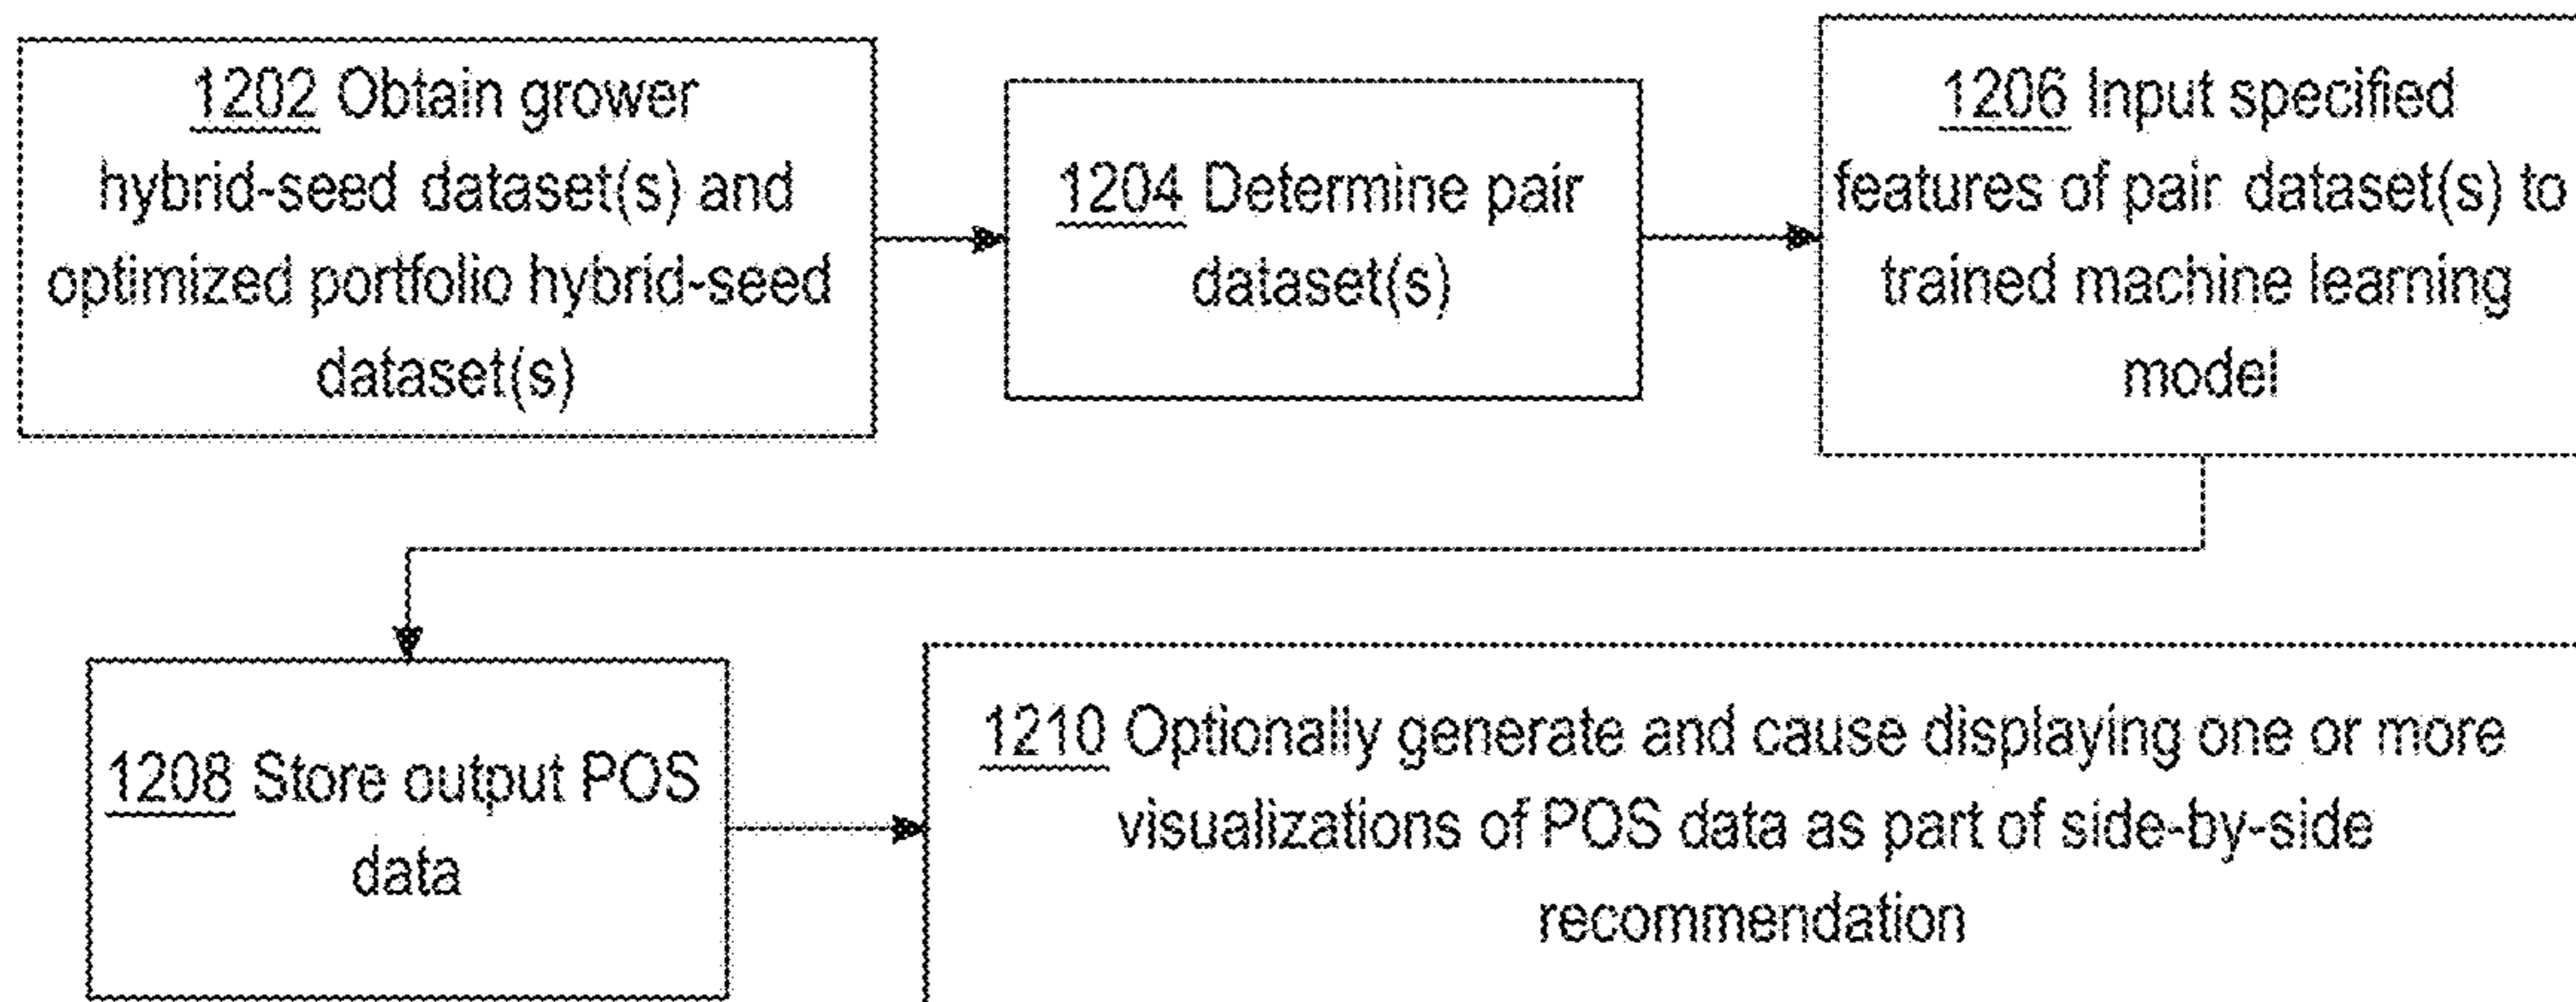 1202 Obtain grower
hybrid-seed dataset(s) and
optimized portfolio hybrid-seed
dataset(s)
1204 Determine pair
dataset(s)
1206 Input specified
features of pair dataset(s) to
trained machine learning
model
1208 Store output POS
data
1210 Optionally generate and cause displaying one or more
visualizations of POS data as part of side-by-side
recommendation